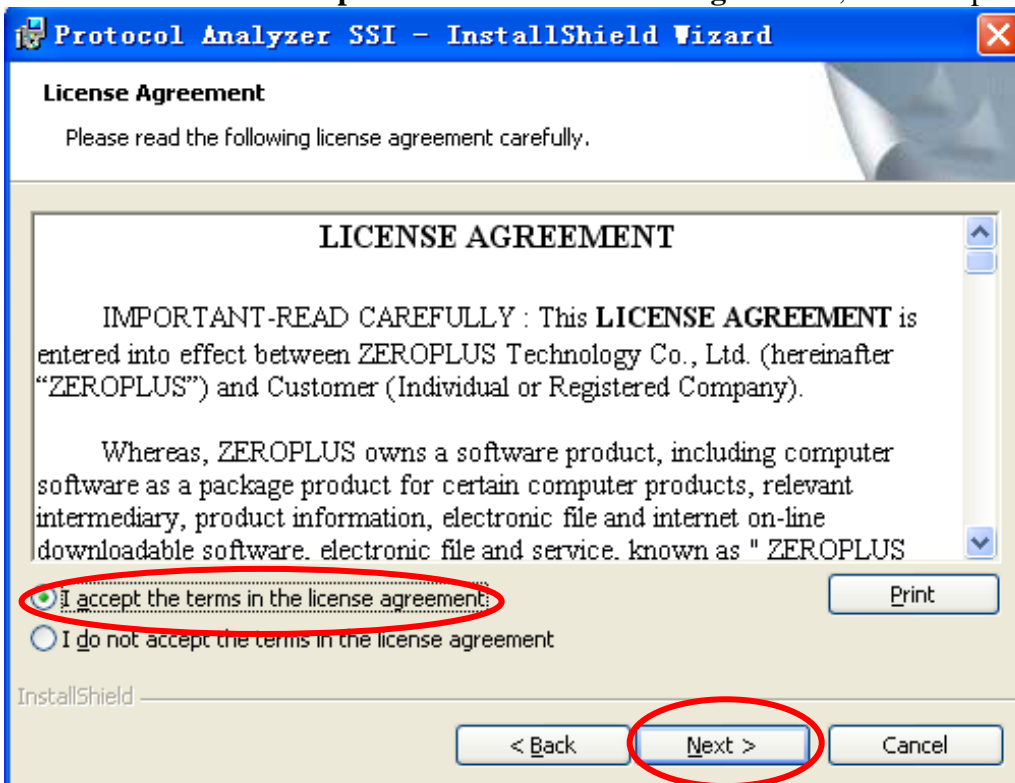 Protocol Analyzer SSI - InstallShield Wizard
License Agreement
Please read the following license agreement carefully.
LICENSE AGREEMENT
IMPORTANT-READ CAREFULLY : This LICENSE AGREEMENT is
entered into effect between ZEROPLUS Technology Co., Ltd. (hereinafter
“ZEROPLUS”) and Customer (Individual or Registered Company).
Whereas, ZEROPLUS owns a software product, including computer
software as a package product for certain computer products, relevant
intermediary, product information, electronic file and internet on-line
downloadable software, electronic file and service, known as " ZEROPLUS
I accept the terms in the license agreement
Print
I do not accept the terms in the license agreement
InstallShield
< Back
Next >
Cancel